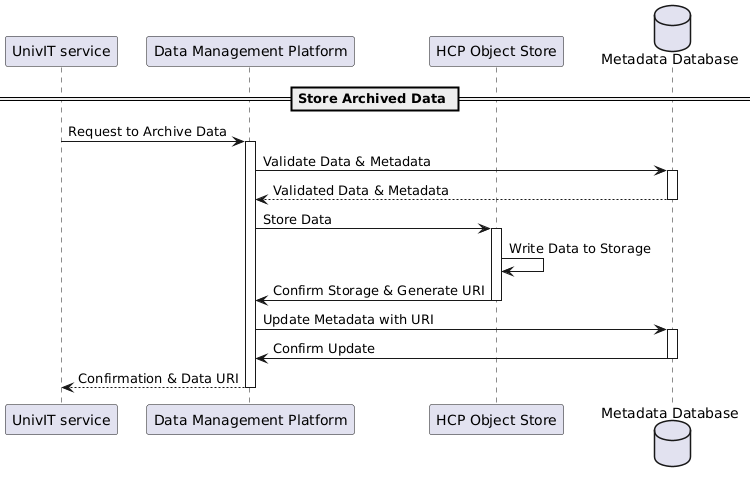 UnivIT service
Data Management Platform
HCP Object Store
Metadata Database
Store Archived Data
Request to Archive Data
Validate Data & Metadata
Validated Data & Metadata
Store Data
Write Data to Storage
Confirm Storage & Generate URI
Update Metadata with URI
Confirm Update
Confirmation & Data URI
UnivIT service
Data Management Platform
HCP Object Store
Metadata Database